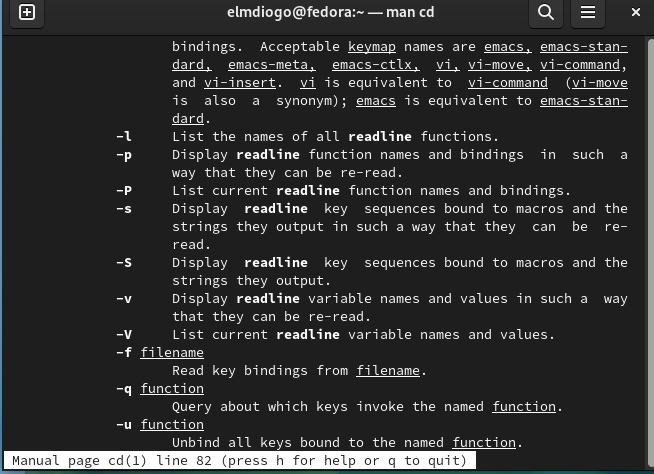 elmdiogo@fedora:~ — man cd
bindings.  Acceptable keymap names are emacs, emacs-stan-
dard,  emacs-meta,  emacs-ctlx,  vi, vi-move, vi-command,
and vi-insert.  vi is equivalent to  vi-command  (vi-move
is  also  a  synonym); emacs is equivalent to emacs-stan-
dard.
-l     List the names of all readline functions.
-p     Display readline function names and bindings  in  such  a
way that they can be re-read.
-P     List current readline function names and bindings.
-s     Display  readline  key  sequences bound to macros and the
strings they output in such a way that they  can  be  re-
read.
-S     Display  readline  key  sequences bound to macros and the
strings they output.
-v     Display readline variable names and values in such a  way
that they can be re-read.
-V     List current readline variable names and values.
-f filename
Read key bindings from filename.
-q function
Query about which keys invoke the named function.
-u function
Unbind all keys bound to the named function.
Manual page cd(1) line 82 (press h for help or q to quit)